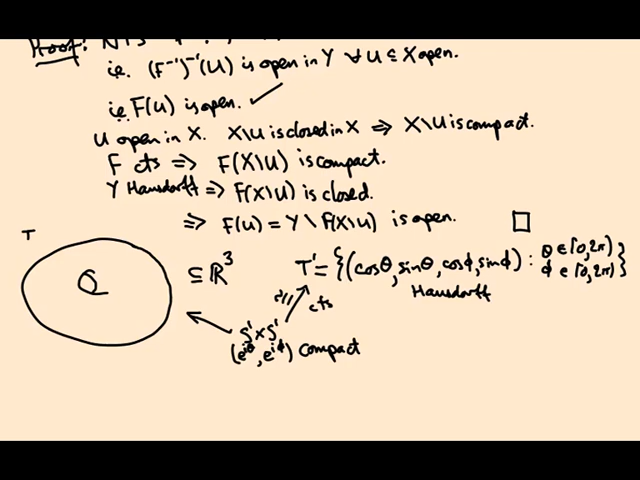 Proof: NTS
i.e. (F⁻¹)⁻¹(U) is open in Y ∀ U ⊆ X open.
i.e. F(U) is open. ✓
U open in X. X\U is closed in X ⇒ X\U is compact.
F cts ⇒ F(X\U) is compact.
Y Hausdorff ⇒ F(X\U) is closed.
⇒ F(U) = Y \ F(X\U) is open. □
T
⊆ ℝ³
T' = {(cosθ, sinθ, cosϕ, sinϕ) : θ ∈ [0,2π) ϕ ∈ [0,2π)}
Hausdorff
cts
S¹ × S¹
(e^{iθ}, e^{iϕ}) compact